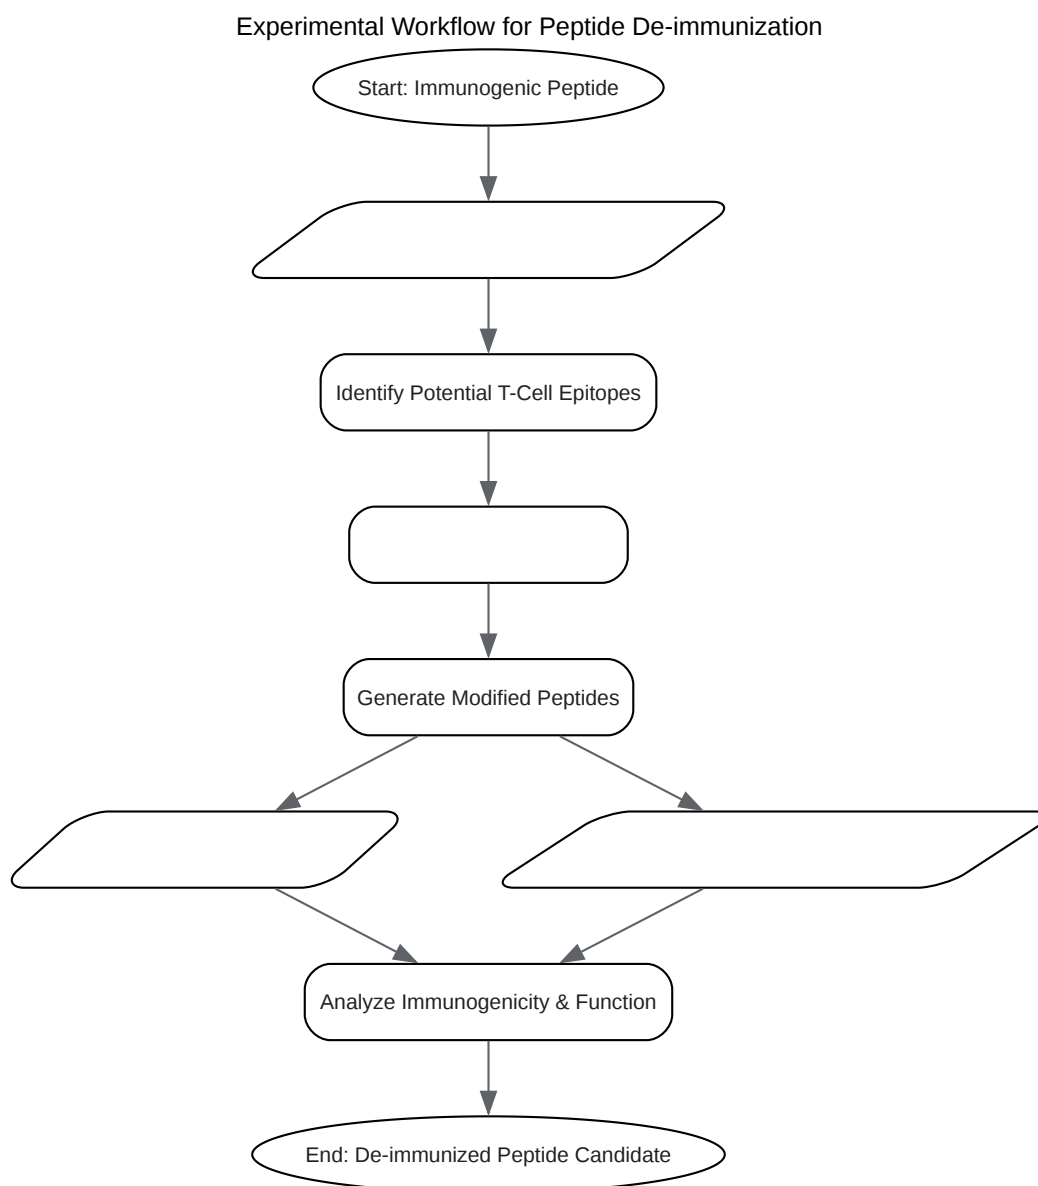 Experimental Workflow for Peptide De-immunization
Start: Immunogenic Peptide
Identify Potential T-Cell Epitopes
Generate Modified Peptides
Analyze Immunogenicity & Function
End: De-immunized Peptide Candidate